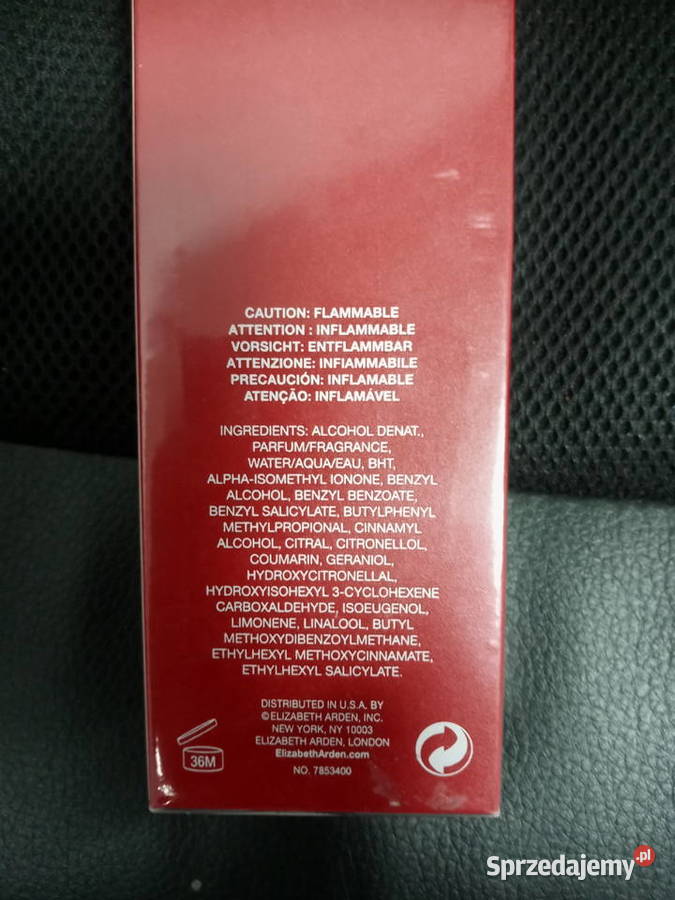 CAUTION: FLAMMABLE
ATTENTION : INFLAMMABLE
VORSICHT: ENTFLAMMBAR
ATTENZIONE: INFIAMMABILE
PRECAUCIÓN: INFLAMABLE
ATENÇÃO: INFLAMÁVEL
INGREDIENTS: ALCOHOL DENAT.,
PARFUM/FRAGRANCE,
WATER/AQUA/EAU, BHT,
ALPHA-ISOMETHYL IONONE, BENZYL
ALCOHOL, BENZYL BENZOATE,
BENZYL SALICYLATE, BUTYLPHENYL
METHYLPROPIONAL, CINNAMYL
ALCOHOL, CITRAL, CITRONELLOL,
COUMARIN, GERANIOL,
HYDROXYCITRONELLAL,
HYDROXYISOHEXYL 3-CYCLOHEXENE
CARBOXALDEHYDE, ISOEUGENOL,
LIMONENE, LINALOOL, BUTYL
METHOXYDIBENZOYLMETHANE,
ETHYLHEXYL METHOXYCINNAMATE,
ETHYLHEXYL SALICYLATE.
DISTRIBUTED IN U.S.A. BY
©ELIZABETH ARDEN, INC.
NEW YORK, NY 10003
ELIZABETH ARDEN, LONDON
ElizabethArden.com
NO. 7853400
36M
Sprzedajemy.pl